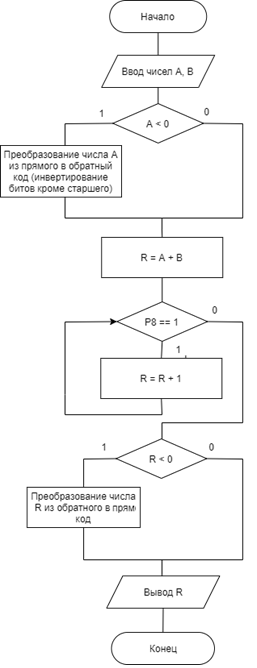 Начало
Ввод чисел A, B
1
0
A < 0
Преобразование числа A
из прямого в обратный
код (инвертирование
битов кроме старшего)
R = A + B
P8 == 1
0
1
R = R + 1
1
0
R < 0
Преобразование числа
R из обратного в прям
код
Вывод R
Конец